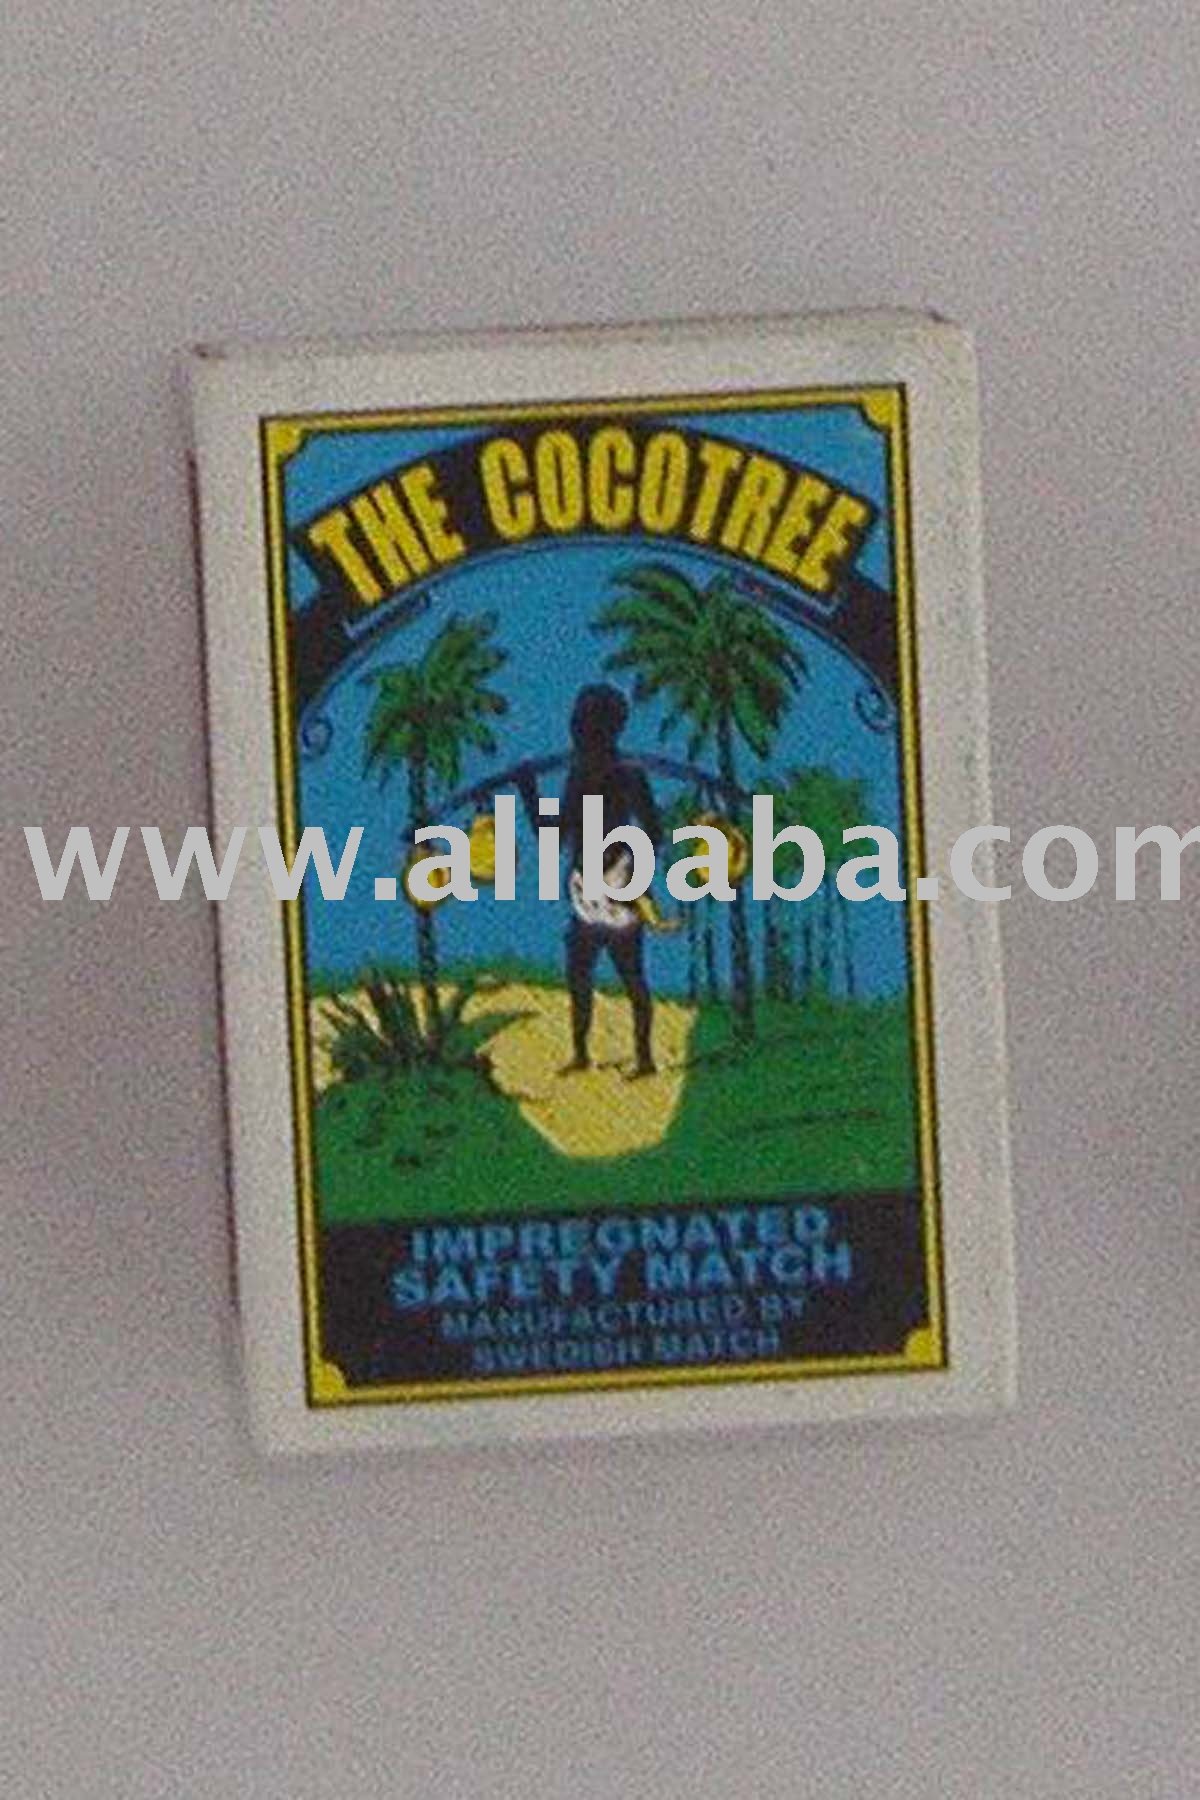 THE COCOTREE
www.alibaba.com
IMPREGNATED
SAFETY MATCH
MANUFACTURED BY
SWEDISH MATCH